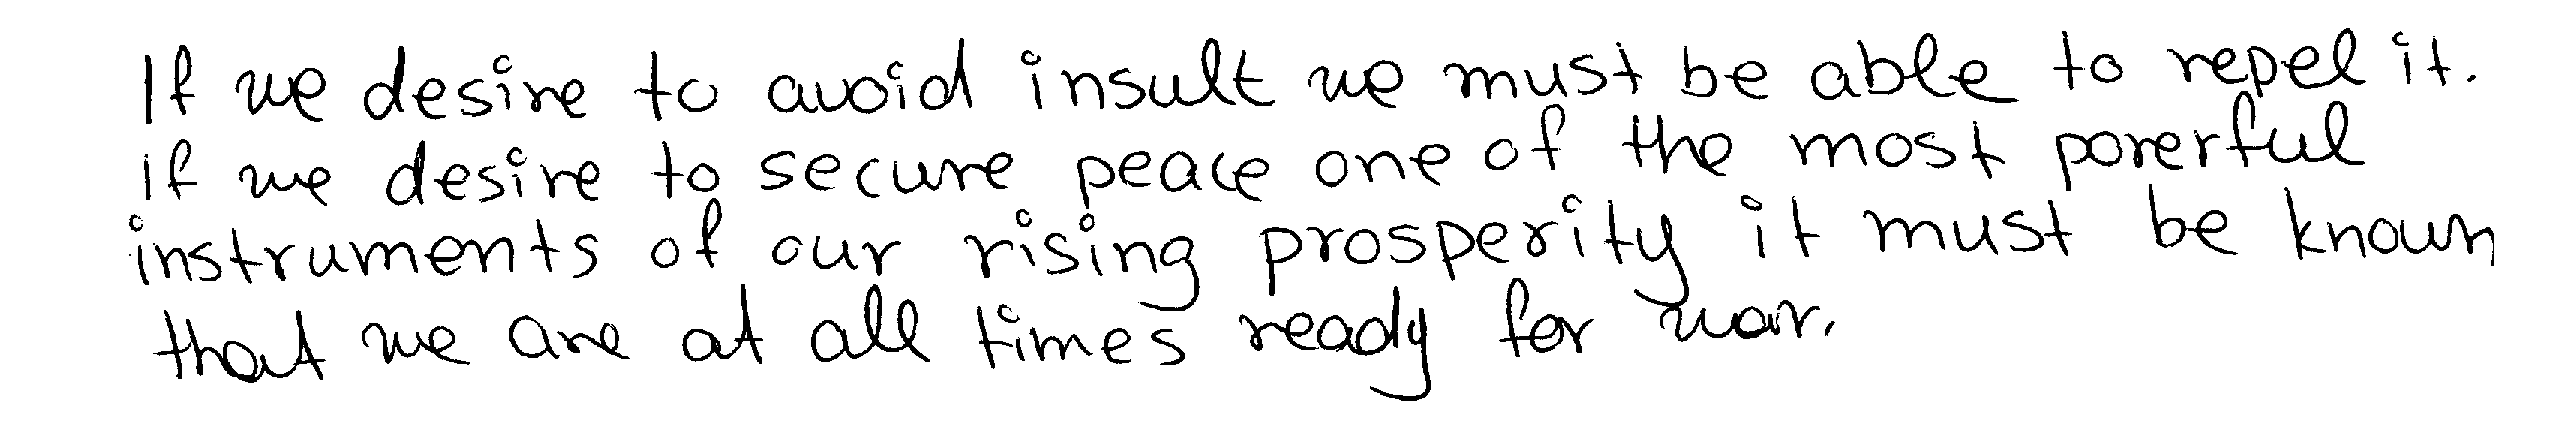 If we desire to avoid insult we must be able to repel it.
if we desire to secure peace one of the most porerful
instruments of our rising prosperity it must be known
that we are at all times ready for war.